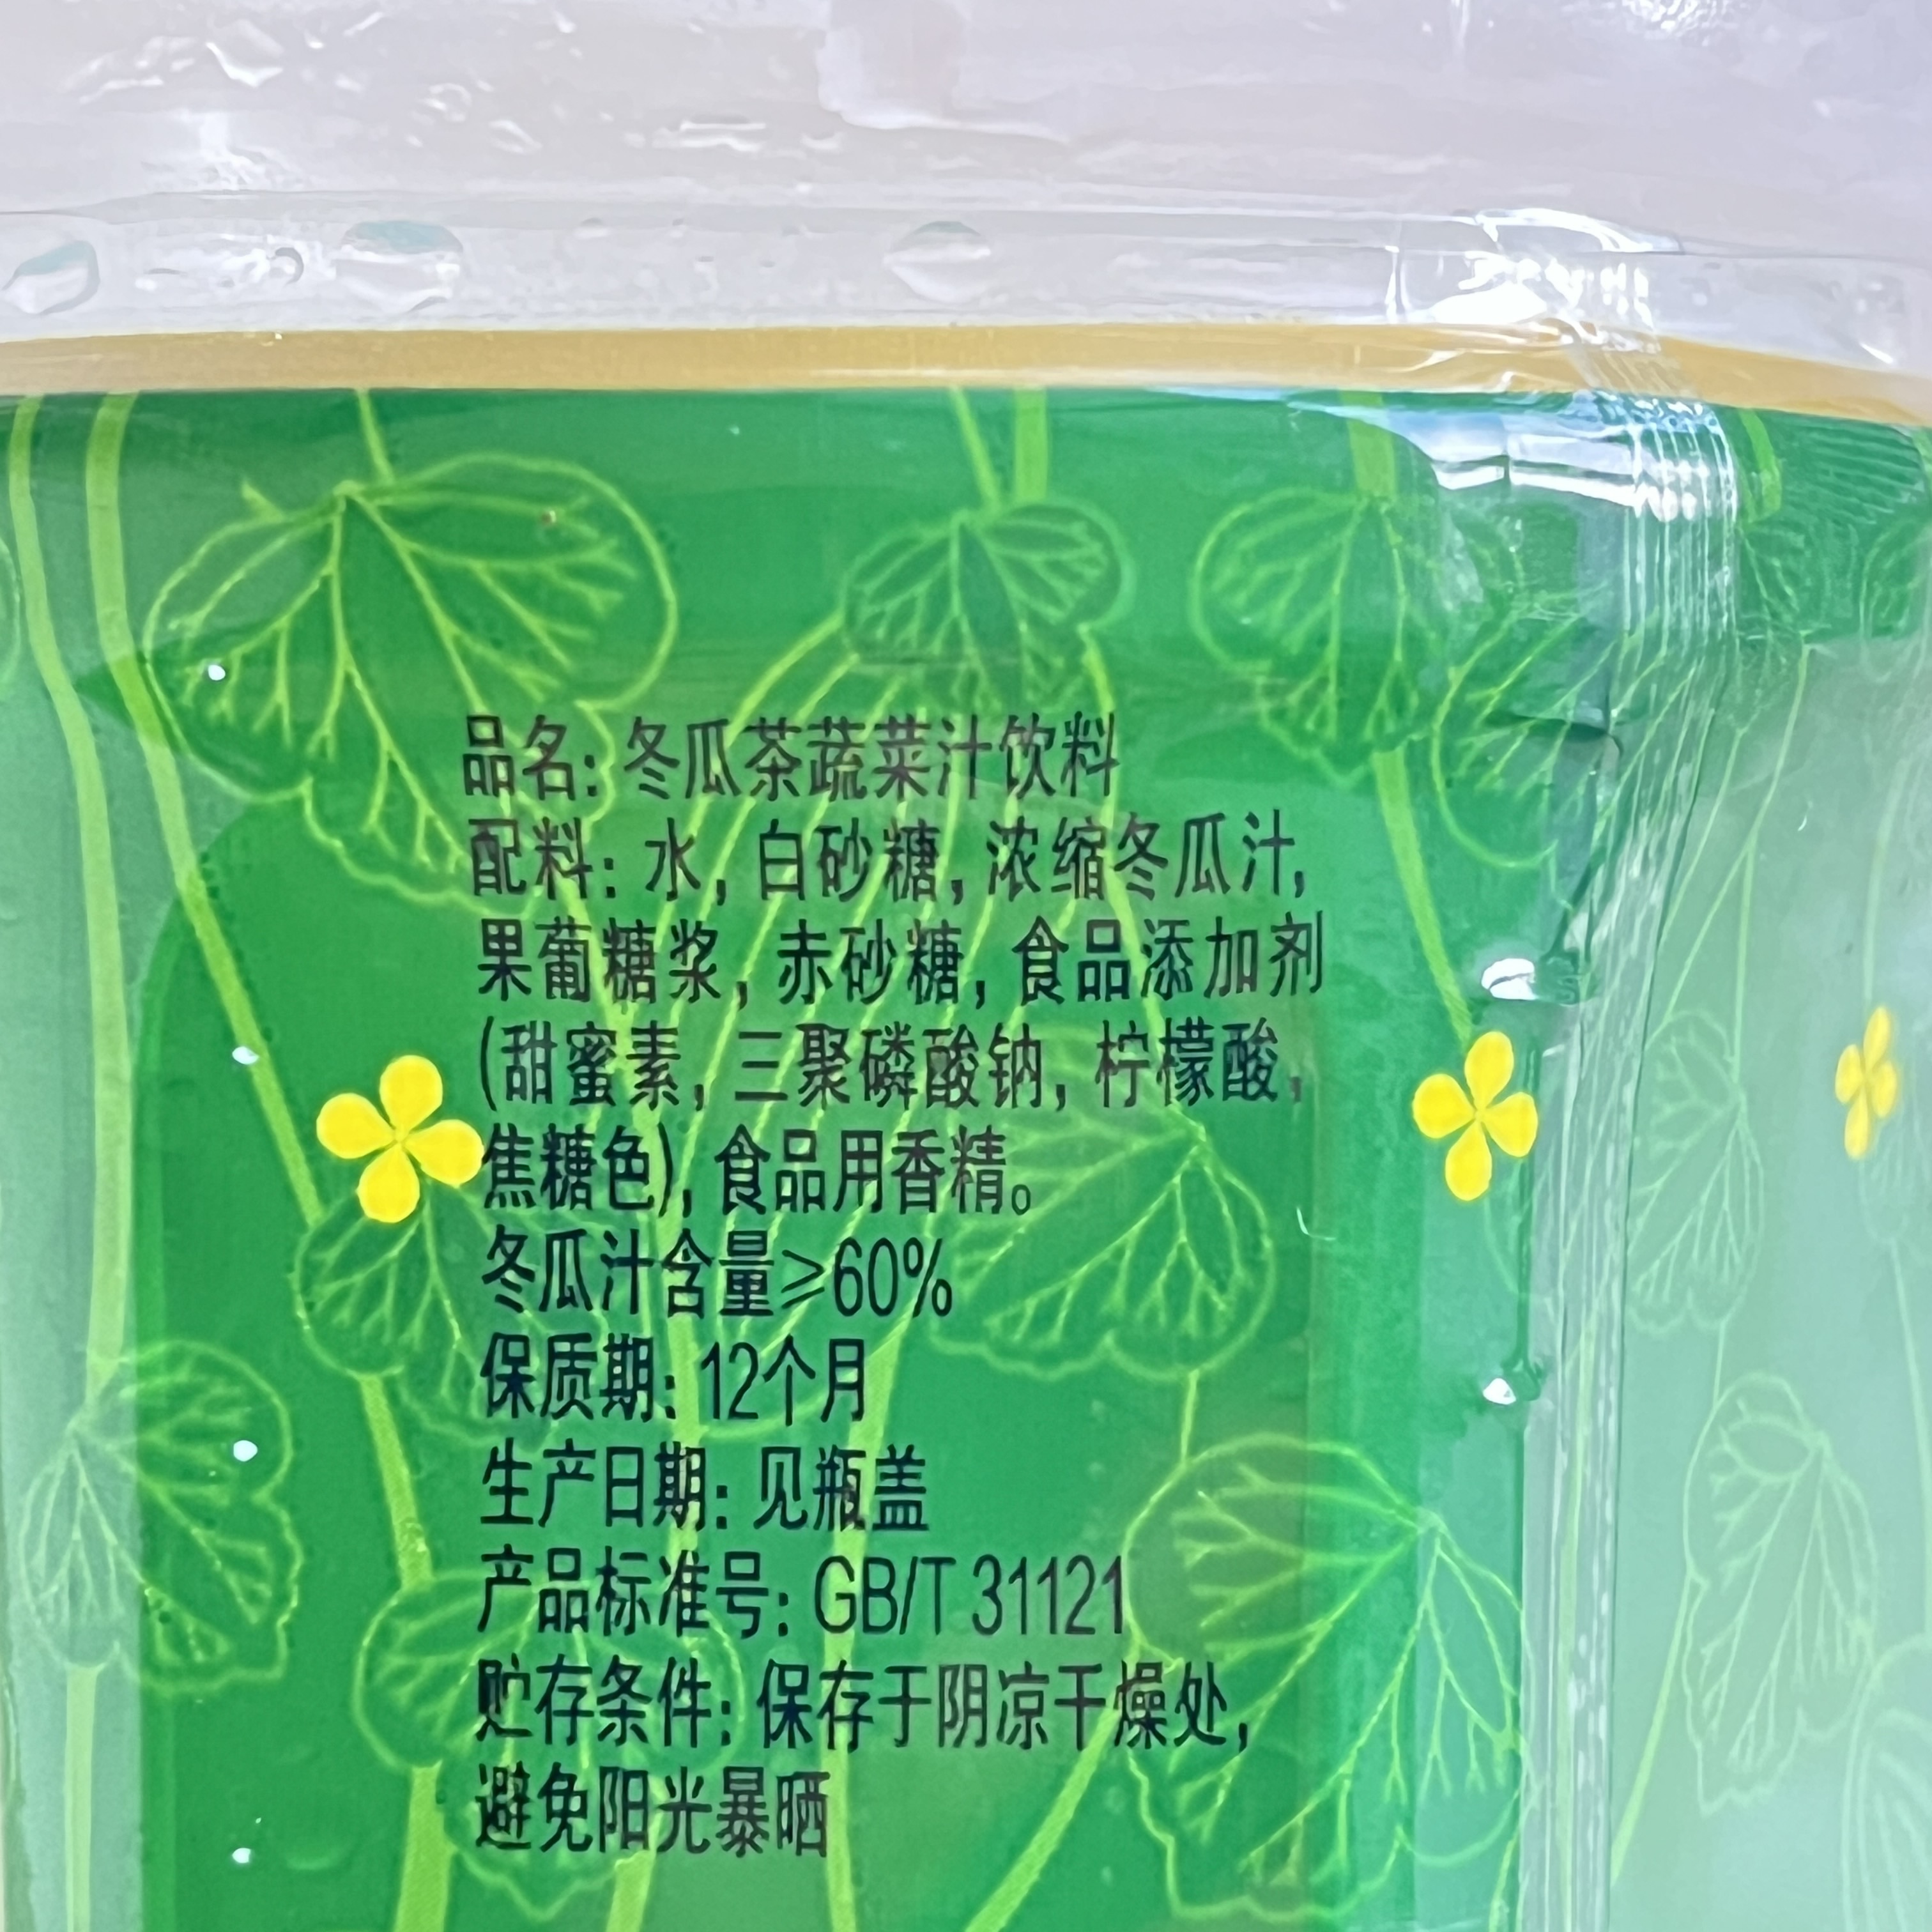 品名: 冬瓜茶蔬菜汁饮料
配料: 水, 白砂糖, 浓缩冬瓜汁,
果葡糖浆, 赤砂糖, 食品添加剂
(甜蜜素, 三聚磷酸钠, 柠檬酸,
焦糖色), 食品用香精。
冬瓜汁含量≥60%
保质期: 12个月
生产日期: 见瓶盖
产品标准号: GB/T 31121
贮存条件: 保存于阴凉干燥处,
避免阳光暴晒